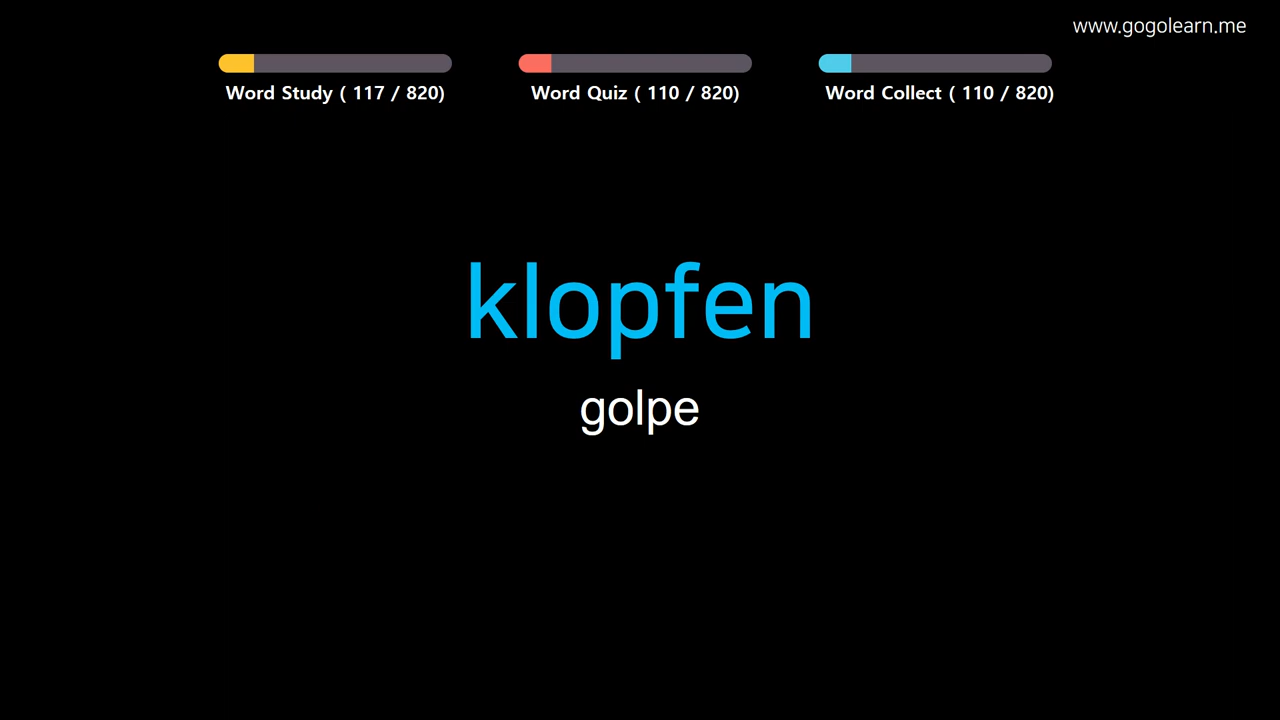 www.gogolearn.me
Word Study ( 117 / 820)
Word Quiz ( 110 / 820)
Word Collect ( 110 / 820)
klopfen
golpe